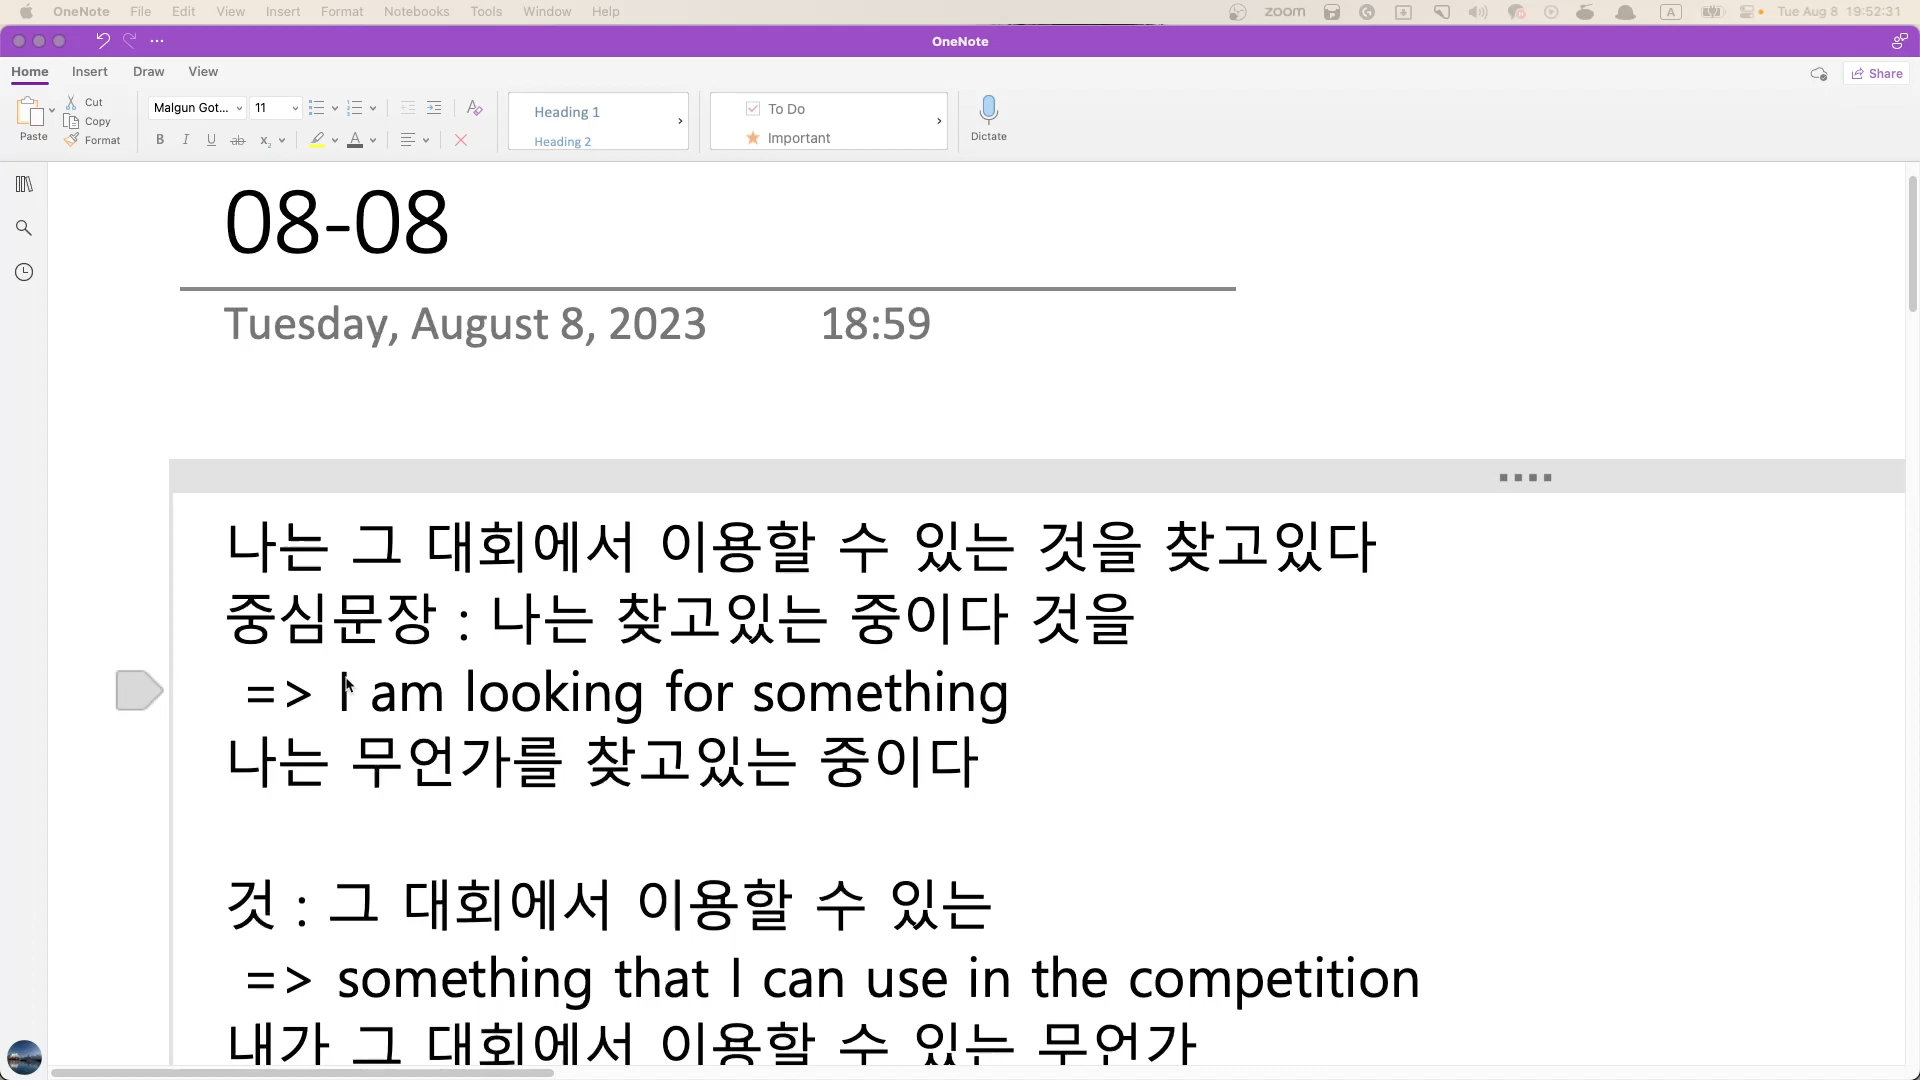 OneNote File Edit View Insert Format Notebooks Tools Window Help zoom A Tue Aug 8 19:52:31
OneNote
Home Insert Draw View Share
Paste Cut Copy Format
Malgun Got... 11
B I U ab x₂ A
Heading 1
Heading 2
To Do
Important
Dictate
08-08
Tuesday, August 8, 2023 18:59
나는 그 대회에서 이용할 수 있는 것을 찾고있다
중심문장 : 나는 찾고있는 중이다 것을
=> I am looking for something
나는 무언가를 찾고있는 중이다
것 : 그 대회에서 이용할 수 있는
=> something that I can use in the competition
내가 그 대회에서 이용할 수 있는 무언가